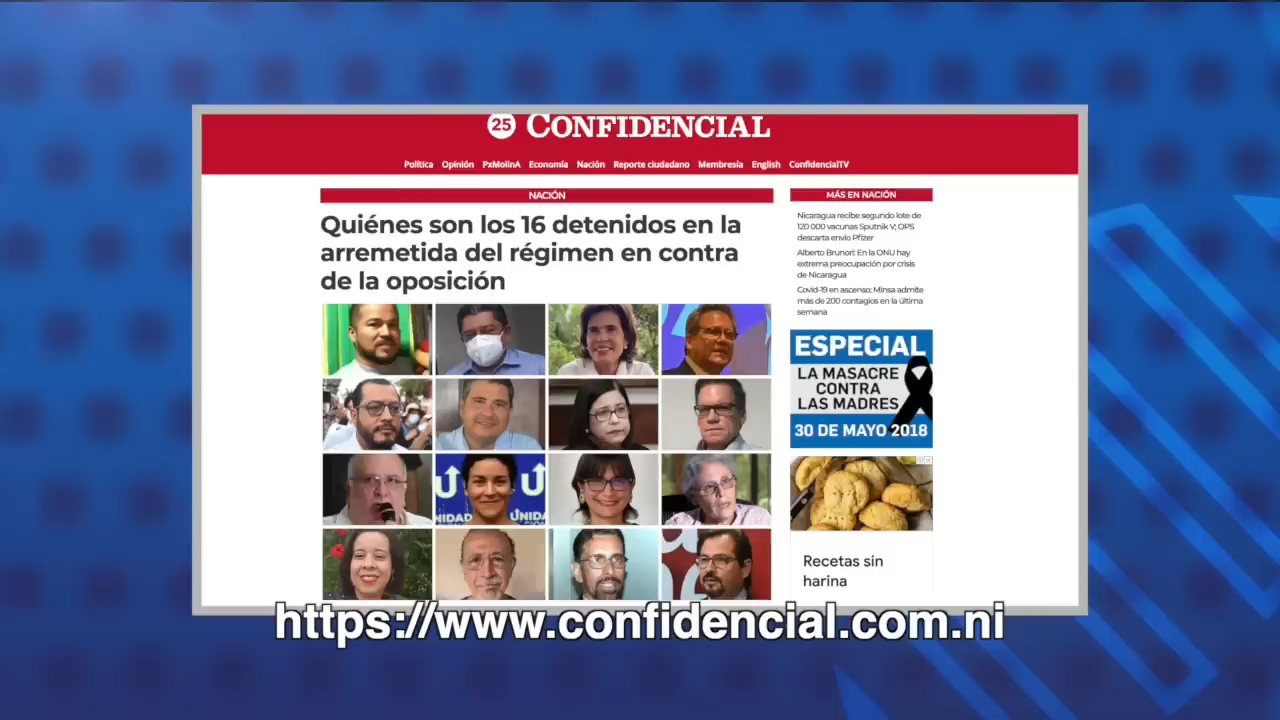 25 CONFIDENCIAL
Política Opinión PxMolinA Economía Nación Reporte ciudadano Membresía English ConfidencialTV
NACIÓN
Quiénes son los 16 detenidos en la
arremetida del régimen en contra
de la oposición
UNIDAD
UNIDA
MÁS EN NACIÓN
Nicaragua recibe segundo lote de
120 000 vacunas Sputnik V; OPS
descarta envío Pfizer
Alberto Brunori: En la ONU hay
extrema preocupación por crisis
de Nicaragua
Covid-19 en ascenso: Minsa admite
más de 200 contagios en la última
semana
ESPECIAL
LA MASACRE
CONTRA
LAS MADRES
30 DE MAYO 2018
Recetas sin
harina
https://www.confidencial.com.ni